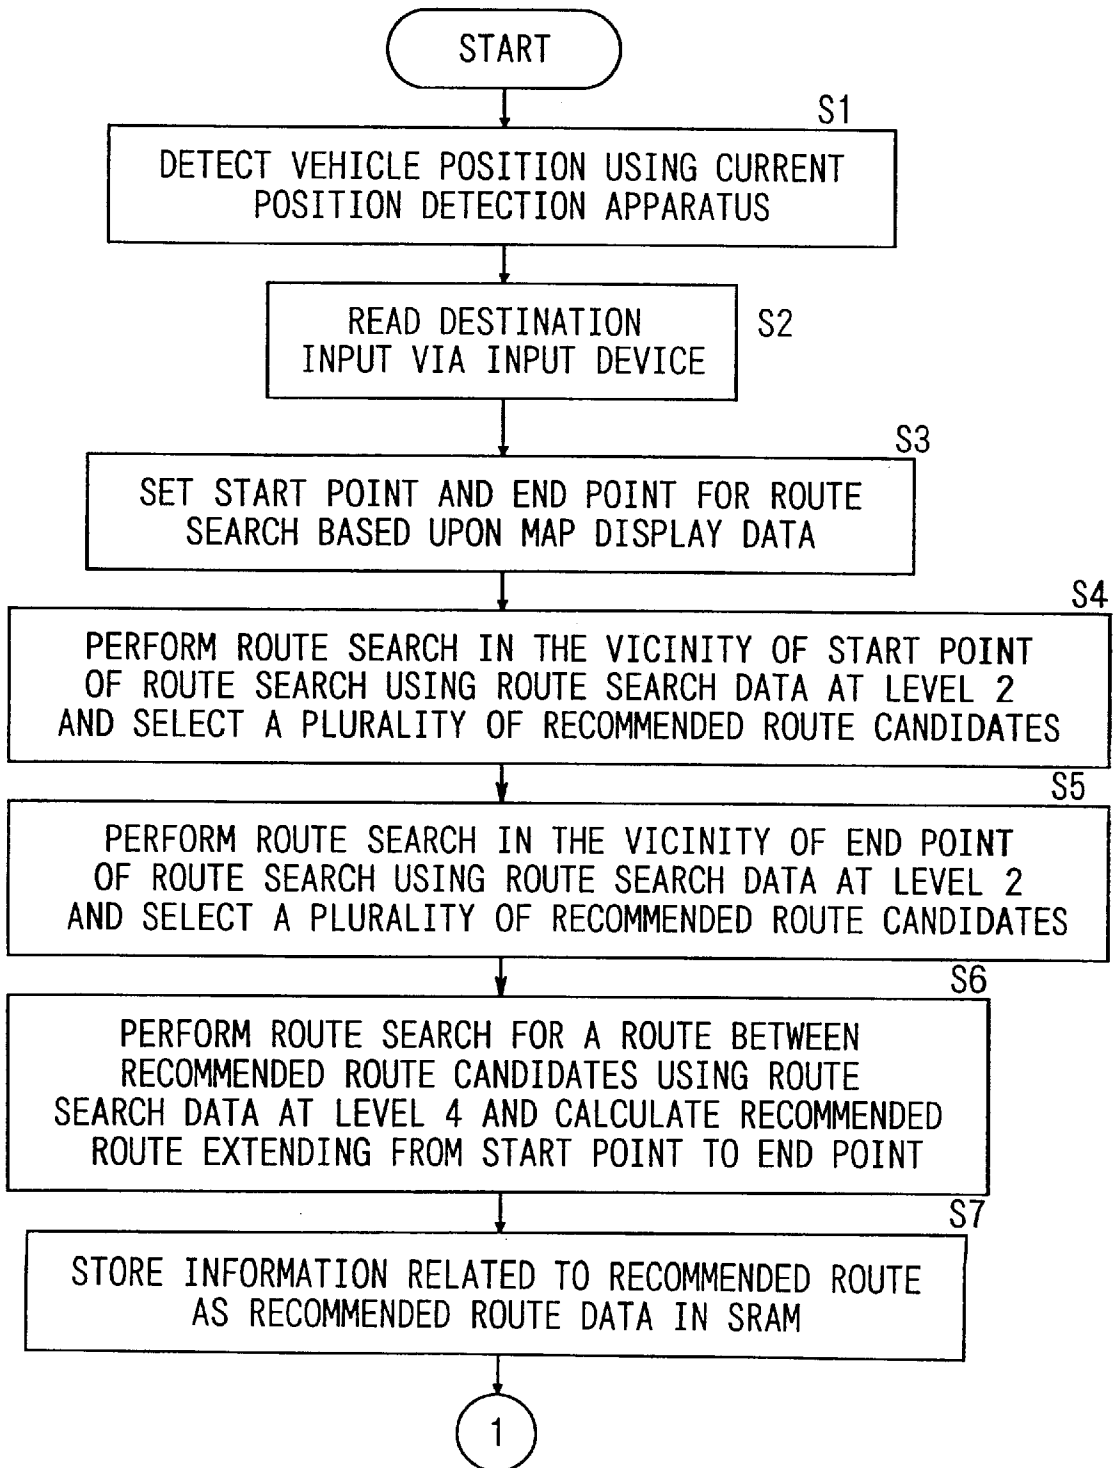 START
S1
DETECT VEHICLE POSITION USING CURRENT
POSITION DETECTION APPARATUS
S2
READ DESTINATION
INPUT VIA INPUT DEVICE
S3
SET START POINT AND END POINT FOR ROUTE
SEARCH BASED UPON MAP DISPLAY DATA
S4
PERFORM ROUTE SEARCH IN THE VICINITY OF START POINT
OF ROUTE SEARCH USING ROUTE SEARCH DATA AT LEVEL 2
AND SELECT A PLURALITY OF RECOMMENDED ROUTE CANDIDATES
S5
PERFORM ROUTE SEARCH IN THE VICINITY OF END POINT
OF ROUTE SEARCH USING ROUTE SEARCH DATA AT LEVEL 2
AND SELECT A PLURALITY OF RECOMMENDED ROUTE CANDIDATES
S6
PERFORM ROUTE SEARCH FOR A ROUTE BETWEEN
RECOMMENDED ROUTE CANDIDATES USING ROUTE
SEARCH DATA AT LEVEL 4 AND CALCULATE RECOMMENDED
ROUTE EXTENDING FROM START POINT TO END POINT
S7
STORE INFORMATION RELATED TO RECOMMENDED ROUTE
AS RECOMMENDED ROUTE DATA IN SRAM
1